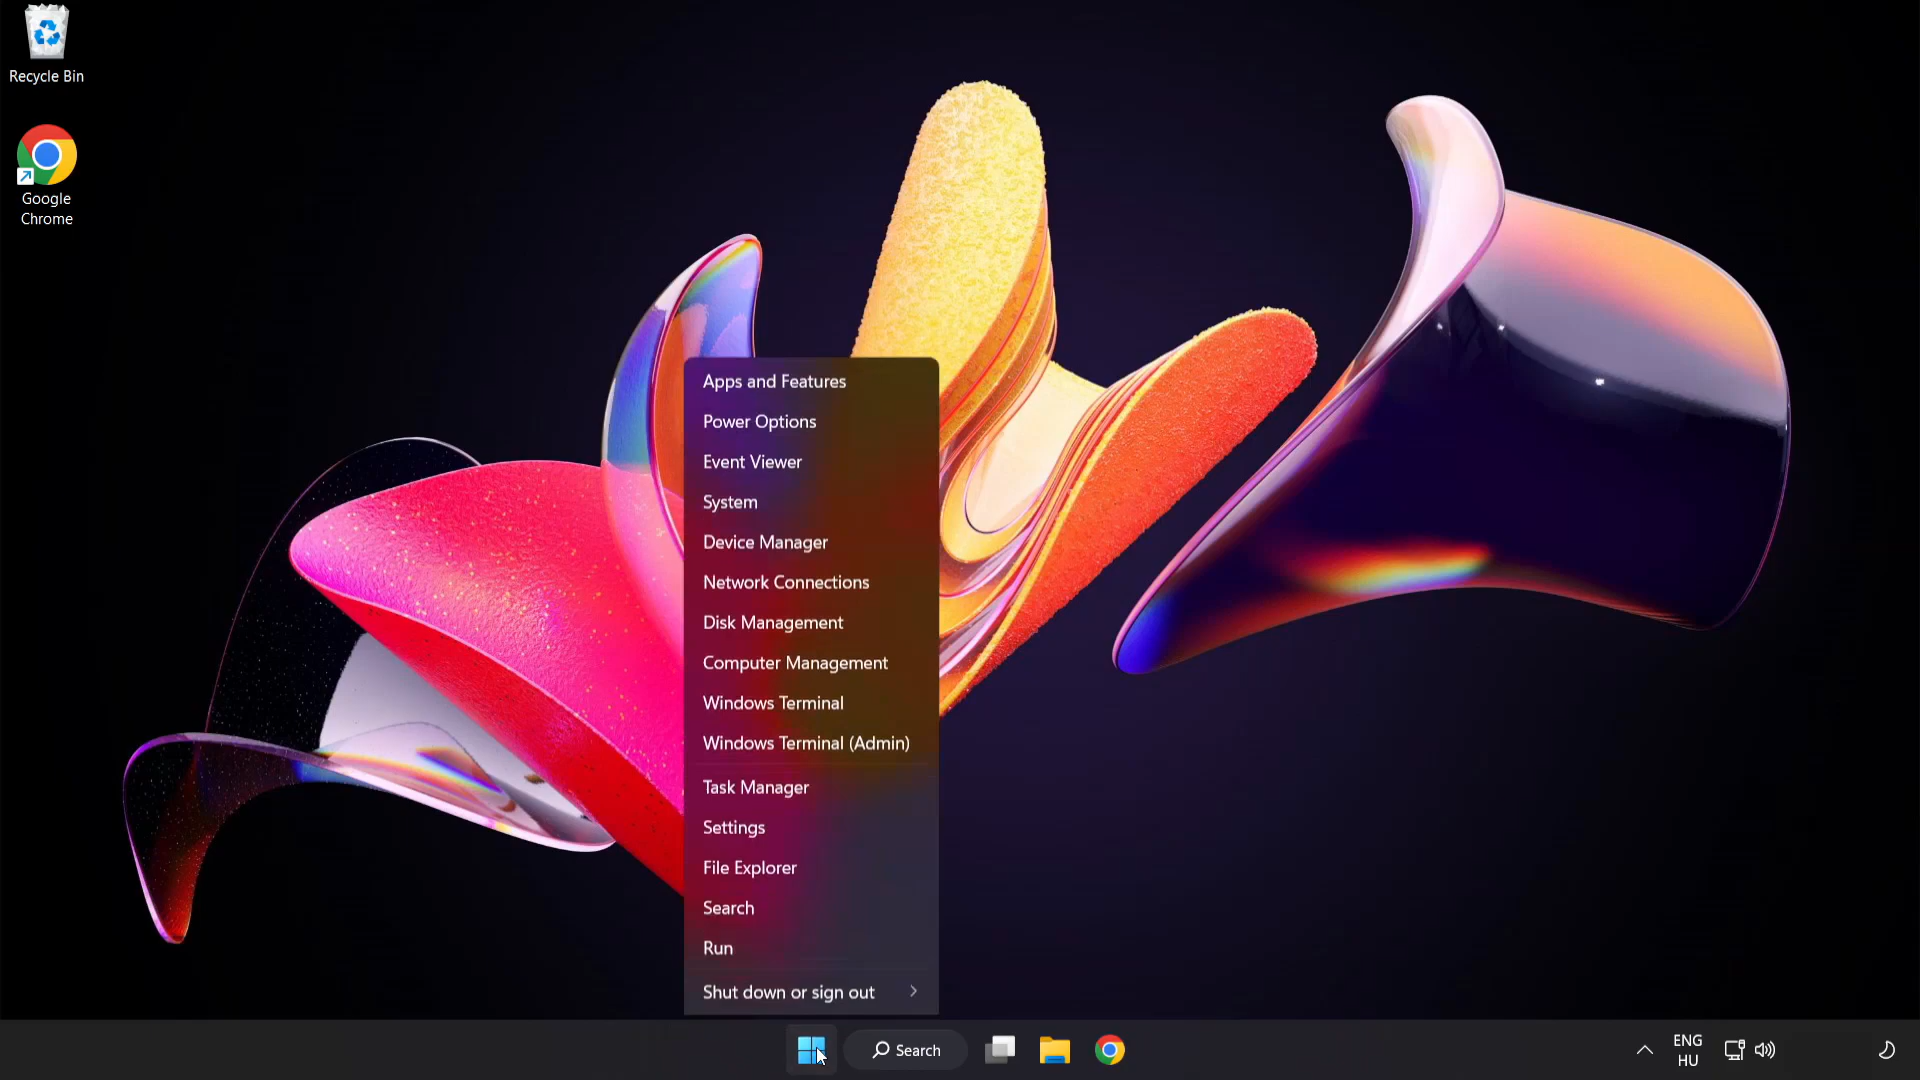 Recycle Bin
Google
Chrome
Apps and Features
Power Options
Event Viewer
System
Device Manager
Network Connections
Disk Management
Computer Management
Windows Terminal
Windows Terminal (Admin)
Task Manager
Settings
File Explorer
Search
Run
Shut down or sign out
Search
ENG
HU